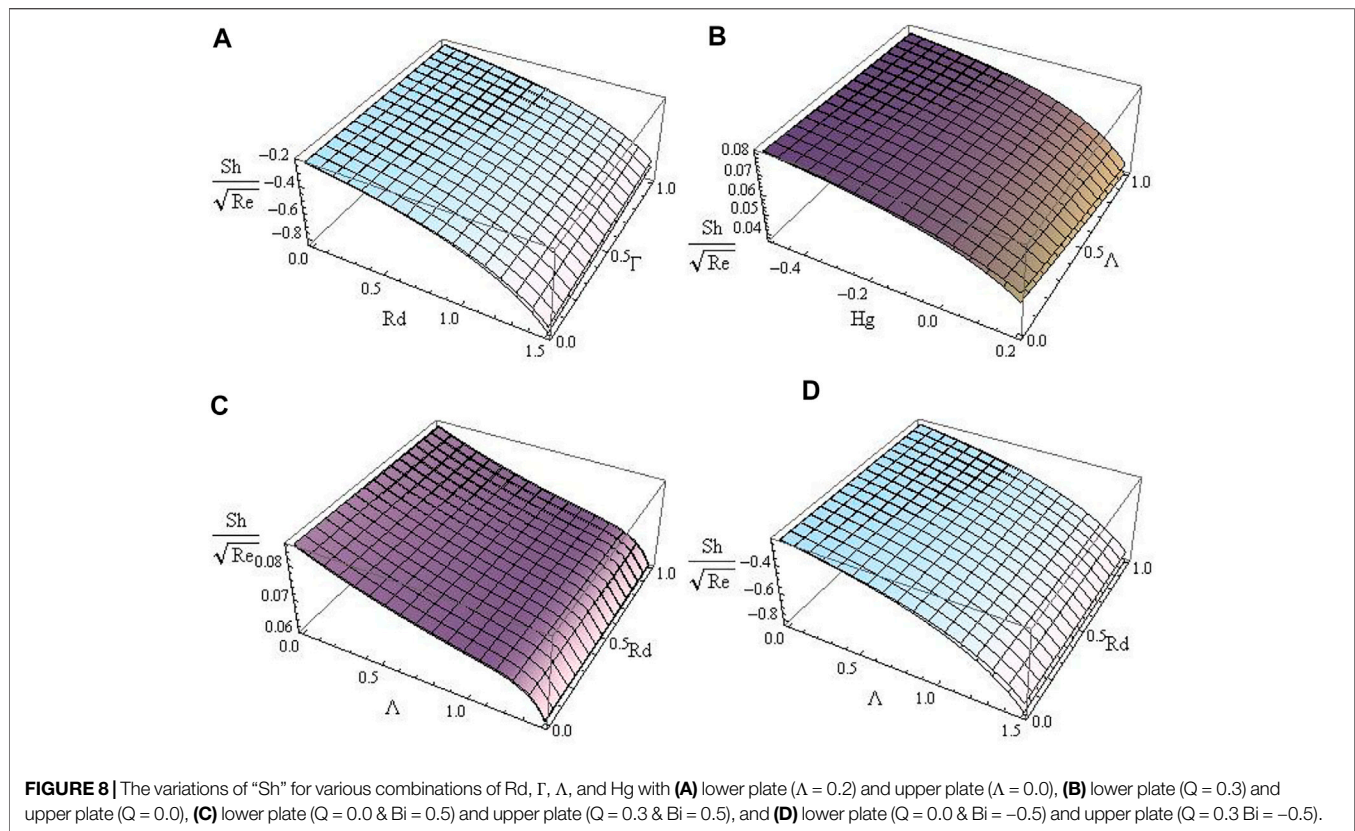 A
Sh
√Re
−0.2
−0.4
−0.6
−0.8
0.0
0.5
Rd
1.0
1.5
0.0
0.5
Γ
1.0
B
Sh
√Re
0.08
0.07
0.06
0.05
0.04
−0.4
−0.2
Hg
0.0
0.2
0.0
0.5
Λ
1.0
C
Sh
√Re
0.08
0.07
0.06
0.0
0.5
Λ
1.0
0.0
0.5
Rd
1.0
D
Sh
√Re
−0.4
−0.6
−0.8
0.0
0.5
Λ
1.0
1.5
0.0
0.5
Rd
1.0
FIGURE 8 | The variations of “Sh” for various combinations of Rd, Γ, Λ, and Hg with (A) lower plate (Λ = 0.2) and upper plate (Λ = 0.0), (B) lower plate (Q = 0.3) and
upper plate (Q = 0.0), (C) lower plate (Q = 0.0 & Bi = 0.5) and upper plate (Q = 0.3 & Bi = 0.5), and (D) lower plate (Q = 0.0 & Bi = −0.5) and upper plate (Q = 0.3 Bi = −0.5).